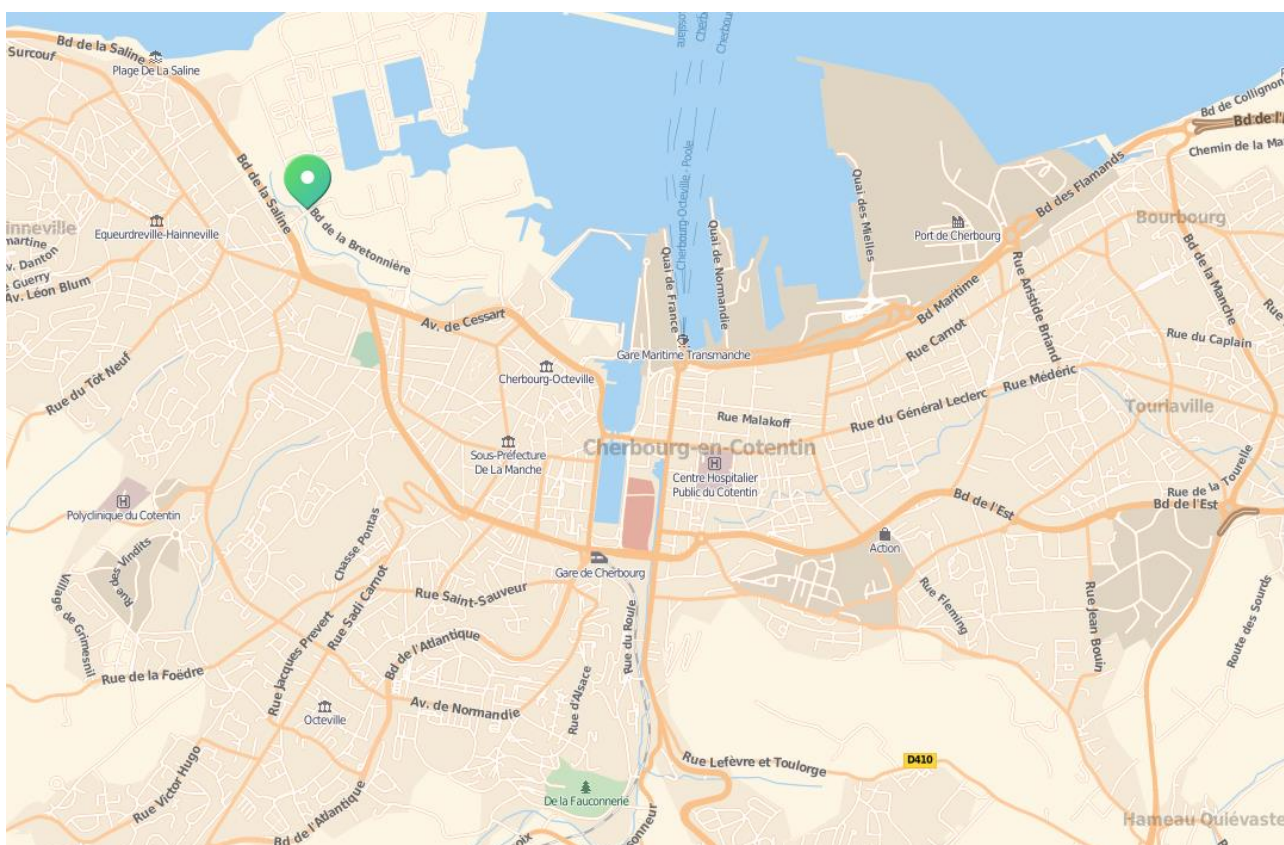 Bd de la Saline
Surcouf
Plage De La Saline
Bd de la Saline
Bd de la Bretonnière
Equeurdreville-Hainneville
inneville
martine
v. Danton
Guerry
Av. Léon Blum
Rue du Tôt Neuf
Av. de Cessart
Cherbourg-Octeville
Cherbourg-Octeville - Poole
Quai de France
Quai de Normandie
Quai des Mielles
Gare Maritime Transmanche
Port de Cherbourg
Bd des Flamands
Bd de Collignon
Bd de l'
Chemin de la Ma
Bourbourg
Bd de la Manche
Rue Aristide Briand
Bd Maritime
Rue Carnot
Rue du Caplain
Rue
Rue Médéric
Rue du Général Leclerc
Rue Malakoff
Tourlaville
Cherbourg-en-Cotentin
Sous-Préfecture
De La Manche
Centre Hospitalier
Public du Cotentin
Polyclinique du Cotentin
Rue des Vindits
Village de Grimesnil
Chasse Pontas
Rue de la Tourelle
Bd de l'Est
Bd de l'Est
Action
Gare de Cherbourg
Rue Saint-Sauveur
Rue Sadi Carnot
Rue Jacques Prevert
Rue du Roule
Rue Fleming
Rue Jean Bouin
Route des Sourds
Bd de l'Atlantique
Rue de la Foëdre
Av. de Normandie
Rue d'Alsace
Octeville
Rue Victor Hugo
Rue Lefèvre et Toulorge
D410
De la Fauconnerie
Bd de l'Atlantique
oix
sonneur
Hameau Quiévaste